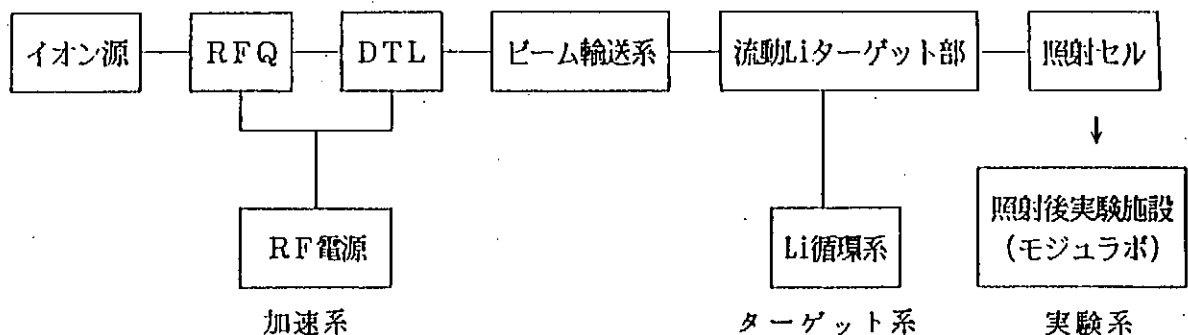 イオン源
RFQ
DTL
ビーム輸送系
流動Liターゲット部
照射セル
RF電源
Li循環系
照射後実験施設
(モジュラボ)
加速系
ターゲット系
実験系